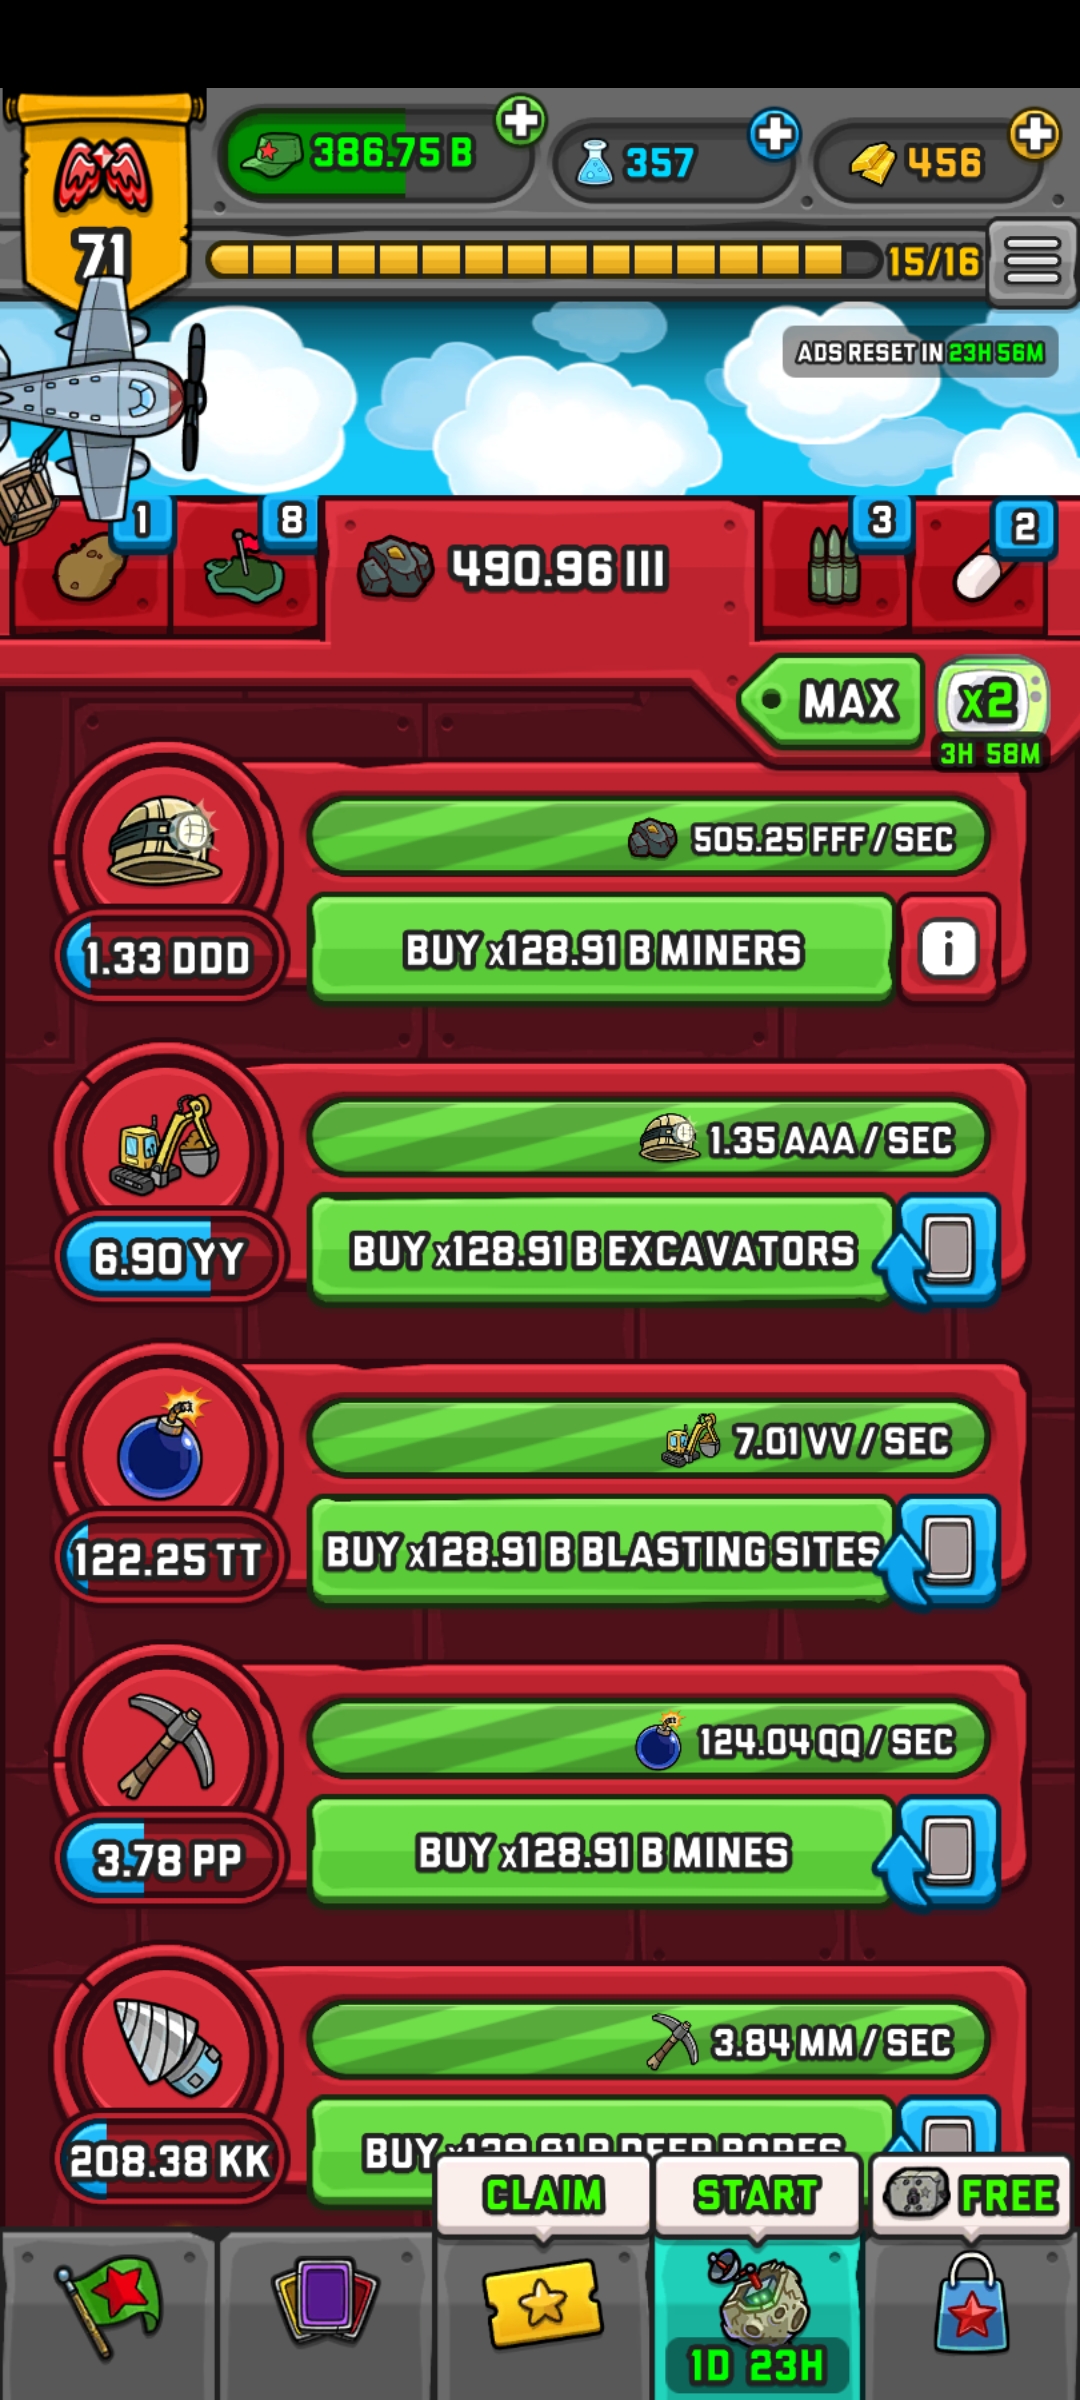 386.75 B
357
456
71
15/16
ADS RESET IN 23H 56M
1
8
490.96 III
3
2
MAX
x2
3H 58M
505.25 FFF / SEC
1.33 DDD
BUY x128.91 B MINERS
i
1.35 AAA / SEC
6.90 YY
BUY x128.91 B EXCAVATORS
7.01 VV / SEC
122.25 TT
BUY x128.91 B BLASTING SITES
124.04 QQ / SEC
3.78 PP
BUY x128.91 B MINES
3.84 MM / SEC
208.38 KK
BUY x128.91 B DEEP BORES
CLAIM
START
FREE
1D 23H